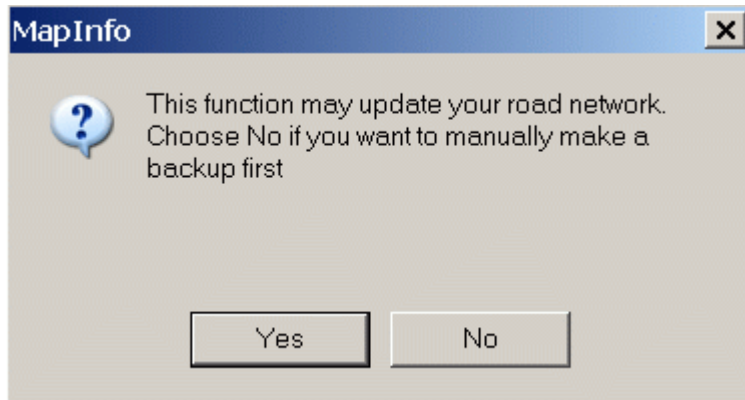 MapInfo
This function may update your road network.
Choose No if you want to manually make a
backup first
Yes
No